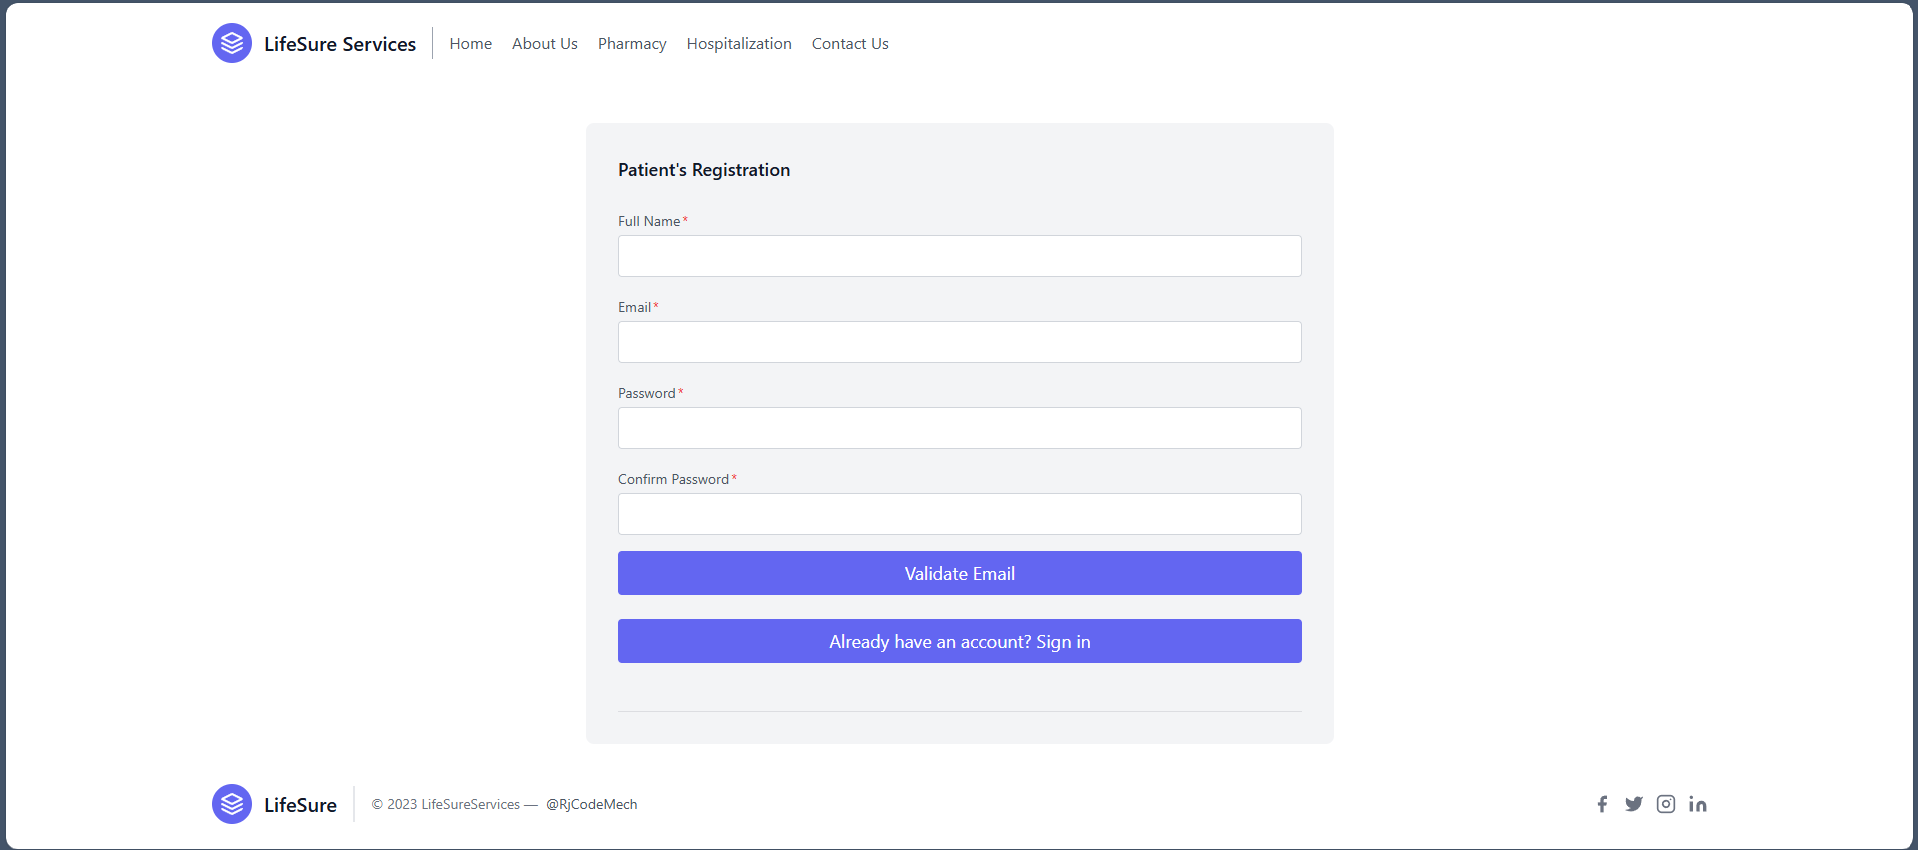 LifeSure Services Home About Us Pharmacy Hospitalization Contact Us
Patient's Registration
Full Name*
Email*
Password*
Confirm Password*
Validate Email
Already have an account? Sign in
LifeSure © 2023 LifeSureServices — @RjCodeMech